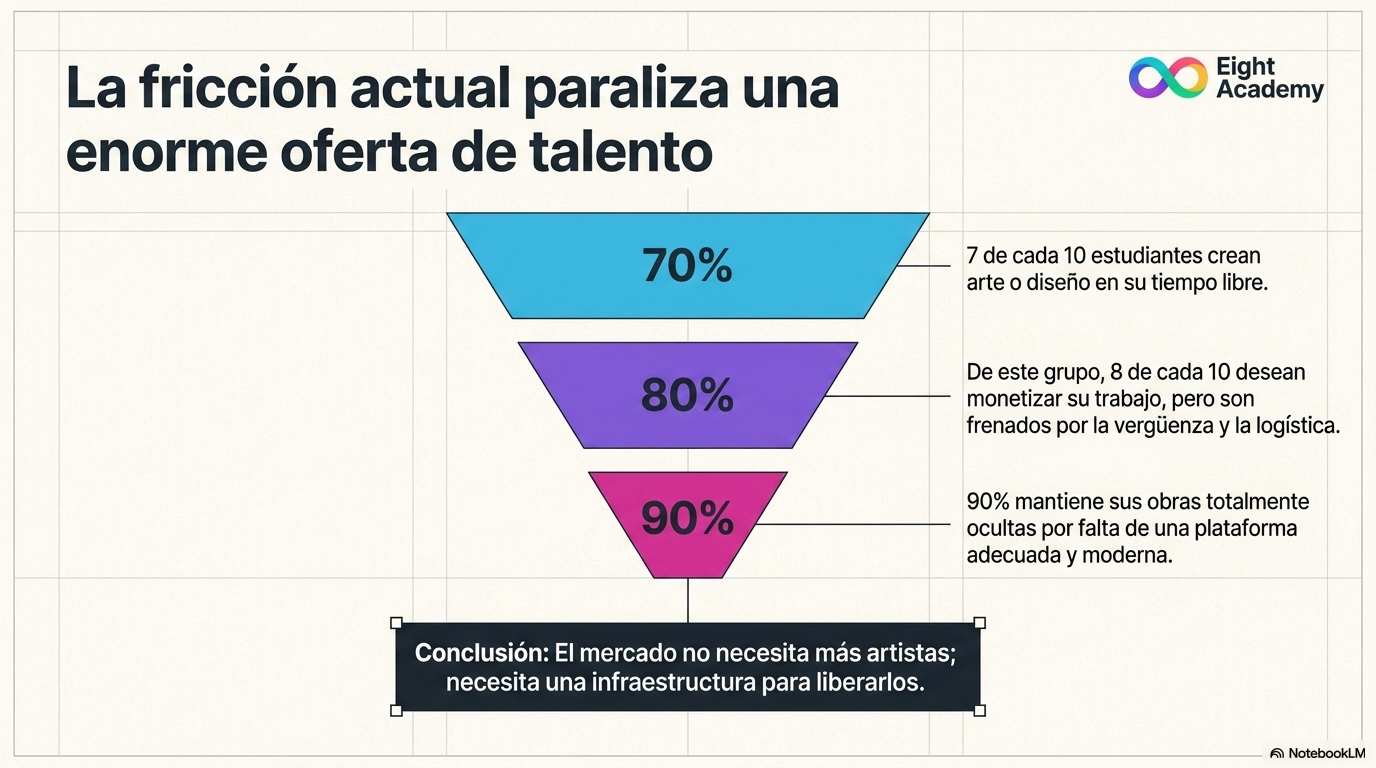 La fricción actual paraliza una
enorme oferta de talento
Eight
Academy
70%
7 de cada 10 estudiantes crean
arte o diseño en su tiempo libre.
80%
De este grupo, 8 de cada 10 desean
monetizar su trabajo, pero son
frenados por la vergüenza y la logística.
90%
90% mantiene sus obras totalmente
ocultas por falta de una plataforma
adecuada y moderna.
Conclusión: El mercado no necesita más artistas;
necesita una infraestructura para liberarlos.
NotebookLM